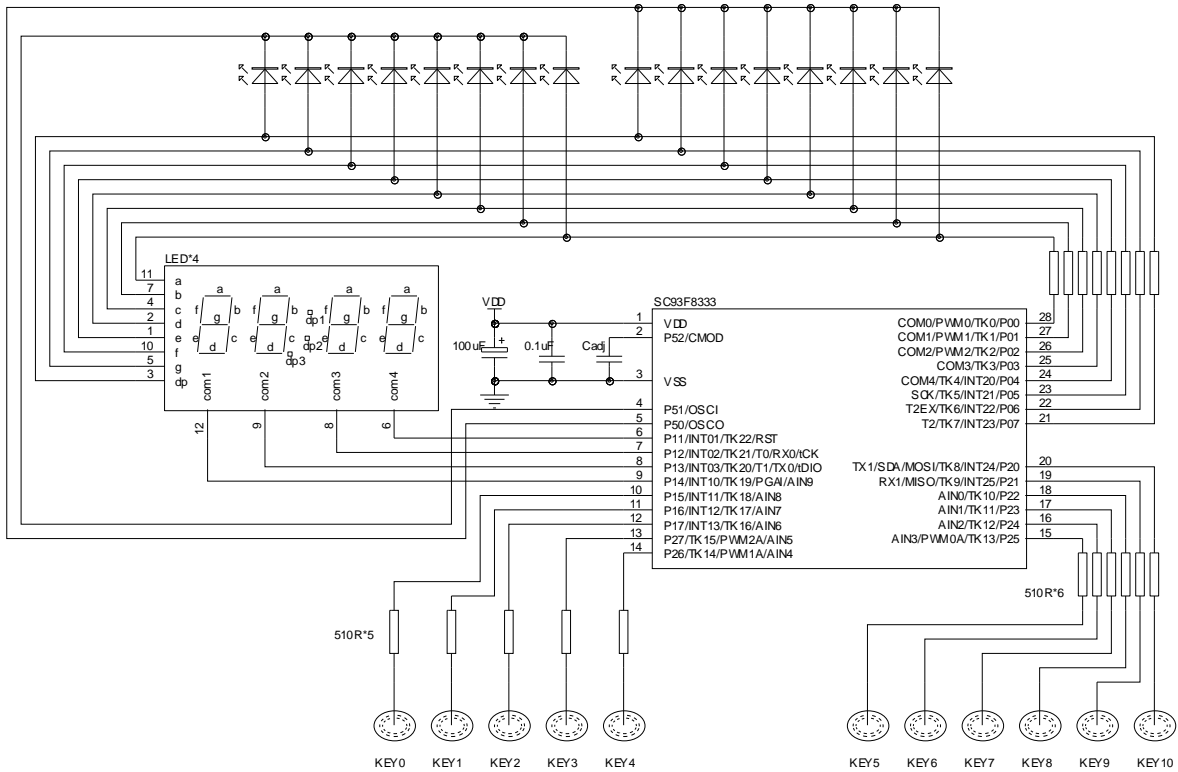 LED*4
11 a
7 b
4 c
2 d
1 e
10 f
5 g
3 dp
a a a a
f g b f g b dp1 f g b f g b
e d c e d c dp2 e d c e d c
dp3
com1 com2 com3 com4
12 9 8 6
VDD
100uF + 0.1uF Cadj
SC93F8333
1 VDD
2 P52/CMOD
3 VSS
4 P51/OSCI
5 P50/OSCO
6 P11/INT01/TK22/RST
7 P12/INT02/TK21/T0/RX0/tCK
8 P13/INT03/TK20/T1/TX0/tDIO
9 P14/INT10/TK19/PGAI/AIN9
10 P15/INT11/TK18/AIN8
11 P16/INT12/TK17/AIN7
12 P17/INT13/TK16/AIN6
13 P27/TK15/PWM2A/AIN5
14 P26/TK14/PWM1A/AIN4
COM0/PWM0/TK0/P00 28
COM1/PWM1/TK1/P01 27
COM2/PWM2/TK2/P02 26
COM3/TK3/P03 25
COM4/TK4/INT20/P04 24
SCK/TK5/INT21/P05 23
T2EX/TK6/INT22/P06 22
T2/TK7/INT23/P07 21
TX1/SDA/MOSI/TK8/INT24/P20 20
RX1/MISO/TK9/INT25/P21 19
AIN0/TK10/P22 18
AIN1/TK11/P23 17
AIN2/TK12/P24 16
AIN3/PWM0A/TK13/P25 15
510R*5
510R*6
KEY0 KEY1 KEY2 KEY3 KEY4 KEY5 KEY6 KEY7 KEY8 KEY9 KEY10